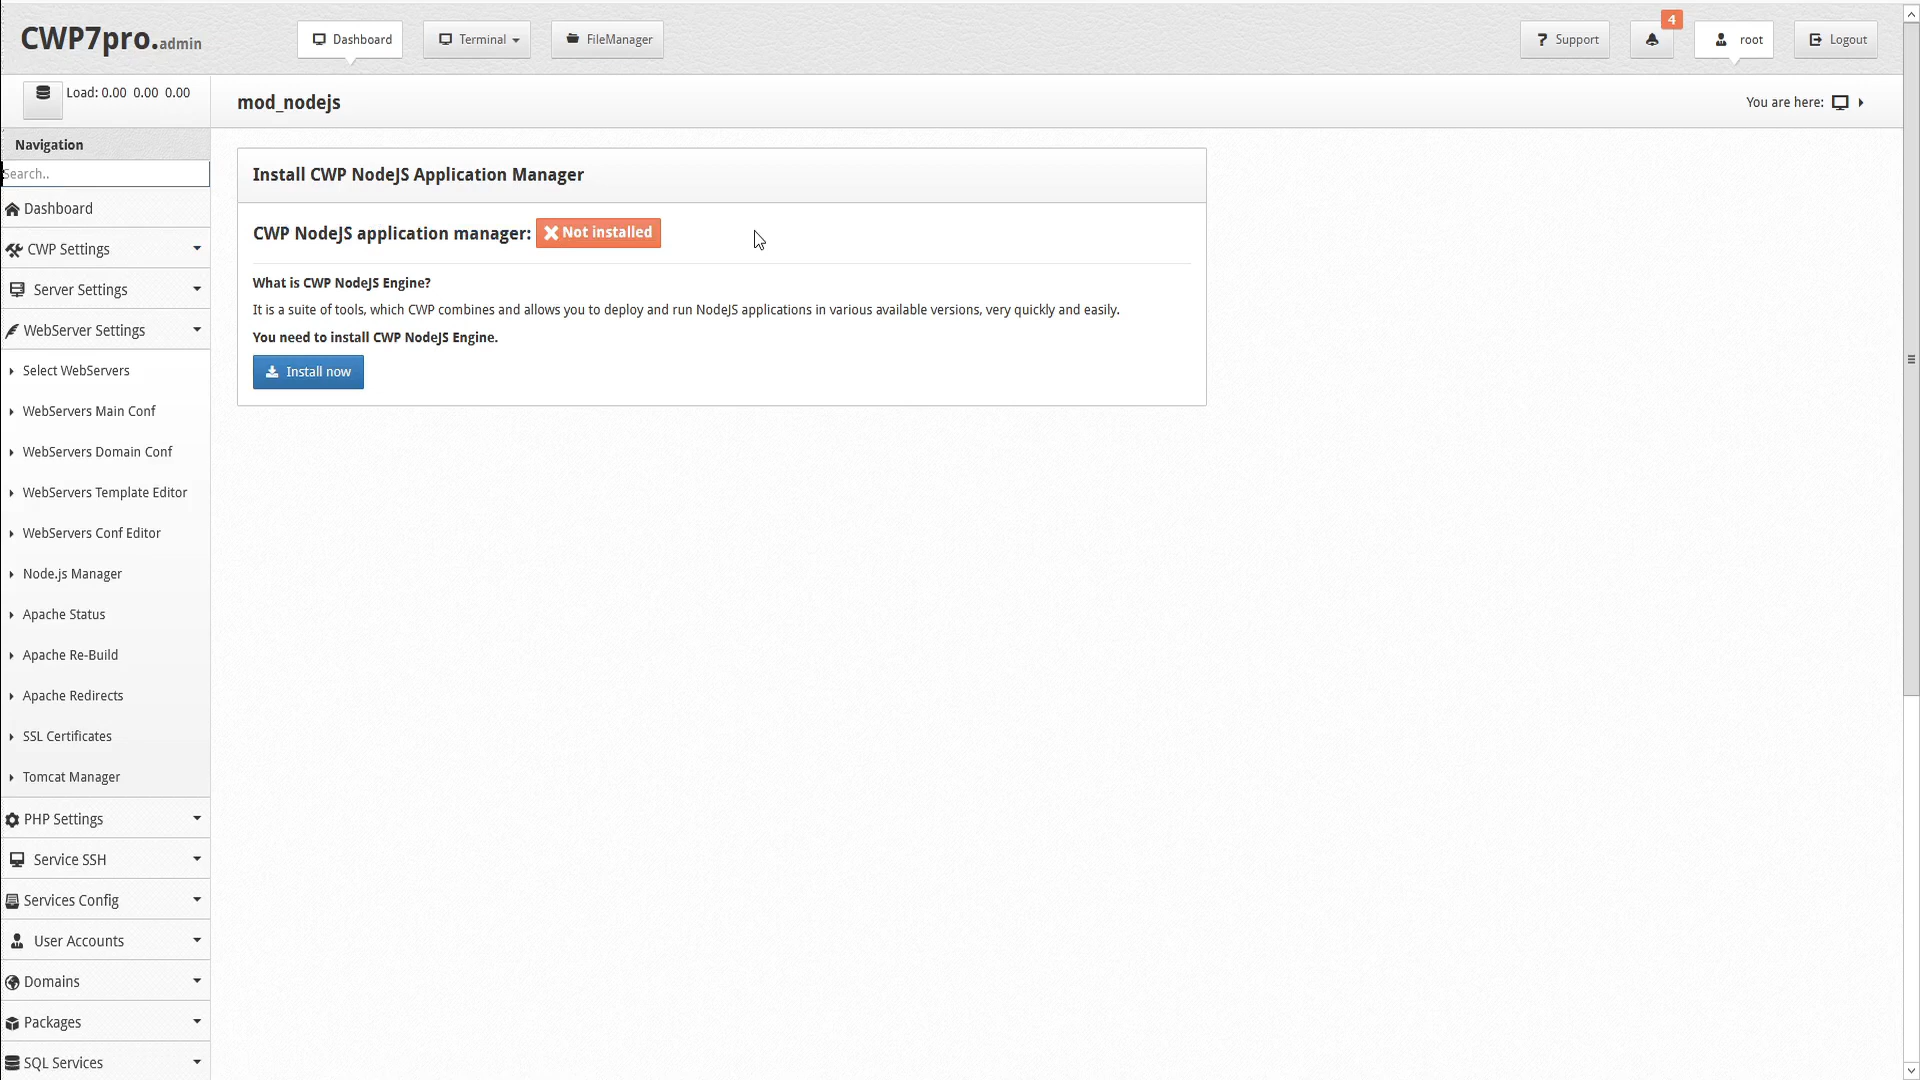 CWP7pro.admin
Dashboard
Terminal
FileManager
Support
4
root
Logout
Load: 0.00 0.00 0.00
mod_nodejs
You are here:
Navigation
Search..
Dashboard
CWP Settings
Server Settings
WebServer Settings
Select WebServers
WebServers Main Conf
WebServers Domain Conf
WebServers Template Editor
WebServers Conf Editor
Node.js Manager
Apache Status
Apache Re-Build
Apache Redirects
SSL Certificates
Tomcat Manager
PHP Settings
Service SSH
Services Config
User Accounts
Domains
Packages
SQL Services
Install CWP NodeJS Application Manager
CWP NodeJS application manager: Not installed
What is CWP NodeJS Engine?
It is a suite of tools, which CWP combines and allows you to deploy and run NodeJS applications in various available versions, very quickly and easily.
You need to install CWP NodeJS Engine.
Install now